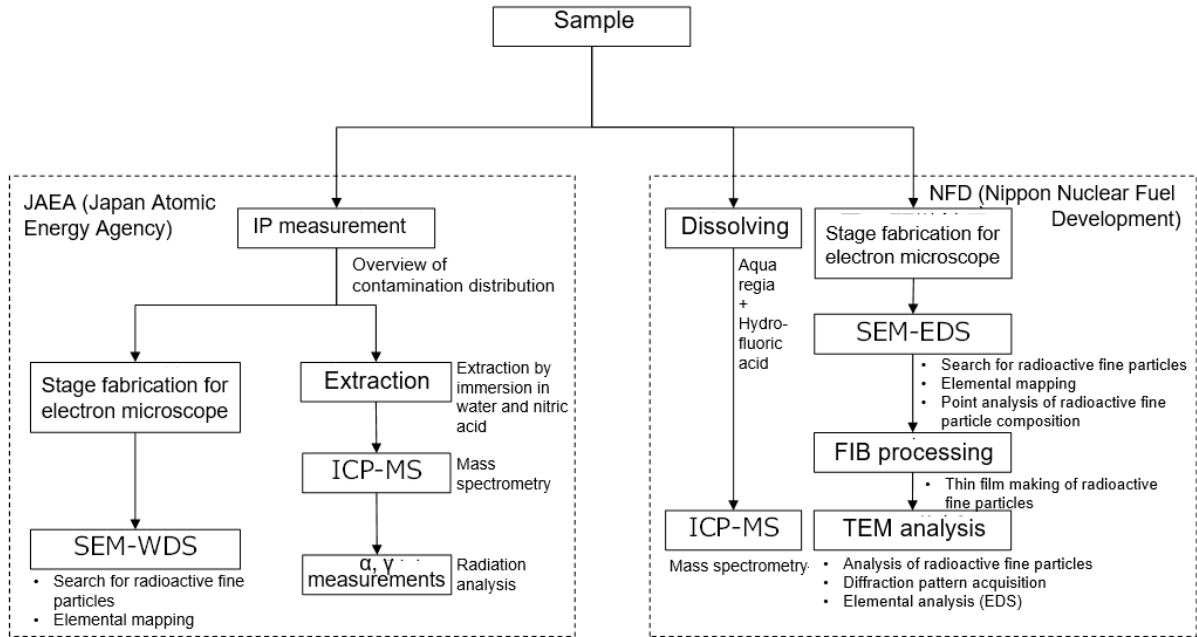 Sample
JAEA (Japan Atomic
Energy Agency)
IP measurement
Overview of
contamination distribution
Stage fabrication for
electron microscope
SEM-WDS
• Search for radioactive fine
particles
• Elemental mapping
Extraction
Extraction by
immersion in
water and nitric
acid
ICP-MS
Mass
spectrometry
α, γ
measurements
Radiation
analysis
NFD (Nippon Nuclear Fuel
Development)
Dissolving
Aqua
regia
+
Hydro-
fluoric
acid
ICP-MS
Mass spectrometry
Stage fabrication for
electron microscope
SEM-EDS
• Search for radioactive fine particles
• Elemental mapping
• Point analysis of radioactive fine
particle composition
FIB processing
• Thin film making of radioactive
fine particles
TEM analysis
• Analysis of radioactive fine particles
• Diffraction pattern acquisition
• Elemental analysis (EDS)